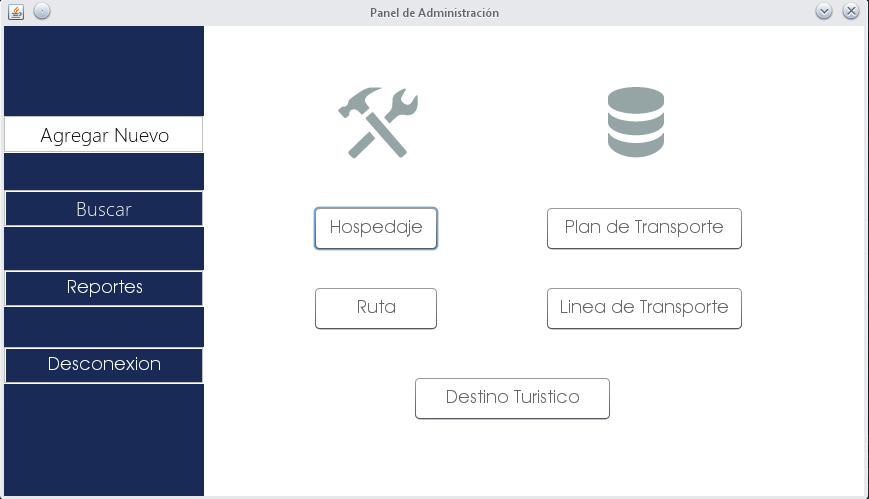 Panel de Administración
Agregar Nuevo
Buscar
Reportes
Desconexion
Hospedaje
Plan de Transporte
Ruta
Linea de Transporte
Destino Turistico